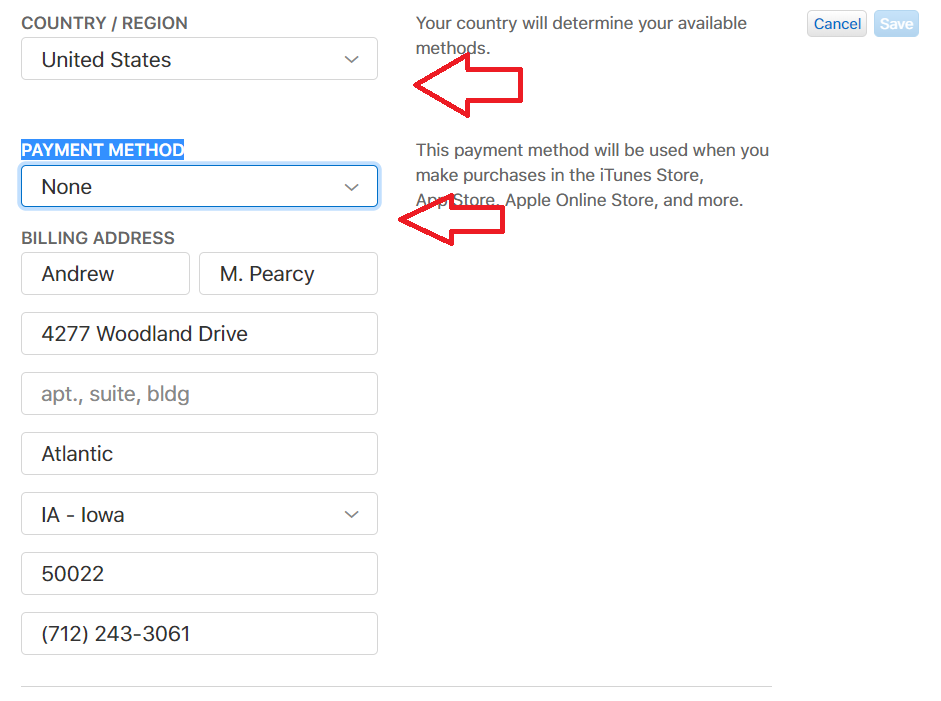 COUNTRY / REGION
United States
Your country will determine your available
methods.
Cancel
Save
PAYMENT METHOD
None
This payment method will be used when you
make purchases in the iTunes Store,
App Store, Apple Online Store, and more.
BILLING ADDRESS
Andrew
M. Pearcy
4277 Woodland Drive
apt., suite, bldg
Atlantic
IA - Iowa
50022
(712) 243-3061